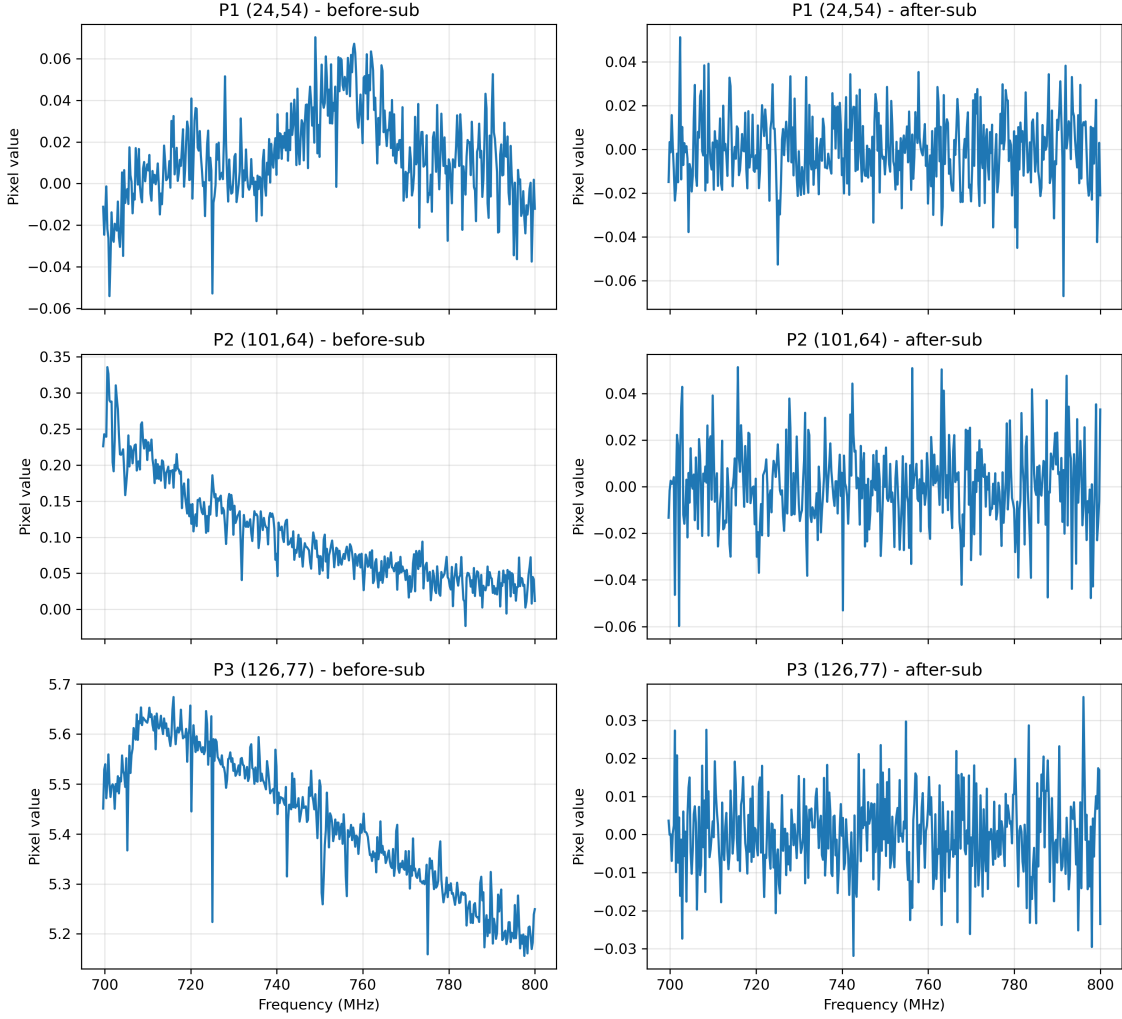 P1 (24,54) - before-sub
P1 (24,54) - after-sub
Pixel value
0.06
0.04
0.02
0.00
−0.02
−0.04
−0.06
Pixel value
0.04
0.02
0.00
−0.02
−0.04
−0.06
P2 (101,64) - before-sub
P2 (101,64) - after-sub
Pixel value
0.35
0.30
0.25
0.20
0.15
0.10
0.05
0.00
Pixel value
0.04
0.02
0.00
−0.02
−0.04
−0.06
P3 (126,77) - before-sub
P3 (126,77) - after-sub
Pixel value
5.7
5.6
5.5
5.4
5.3
5.2
Pixel value
0.03
0.02
0.01
0.00
−0.01
−0.02
−0.03
700 720 740 760 780 800
700 720 740 760 780 800
Frequency (MHz)
Frequency (MHz)